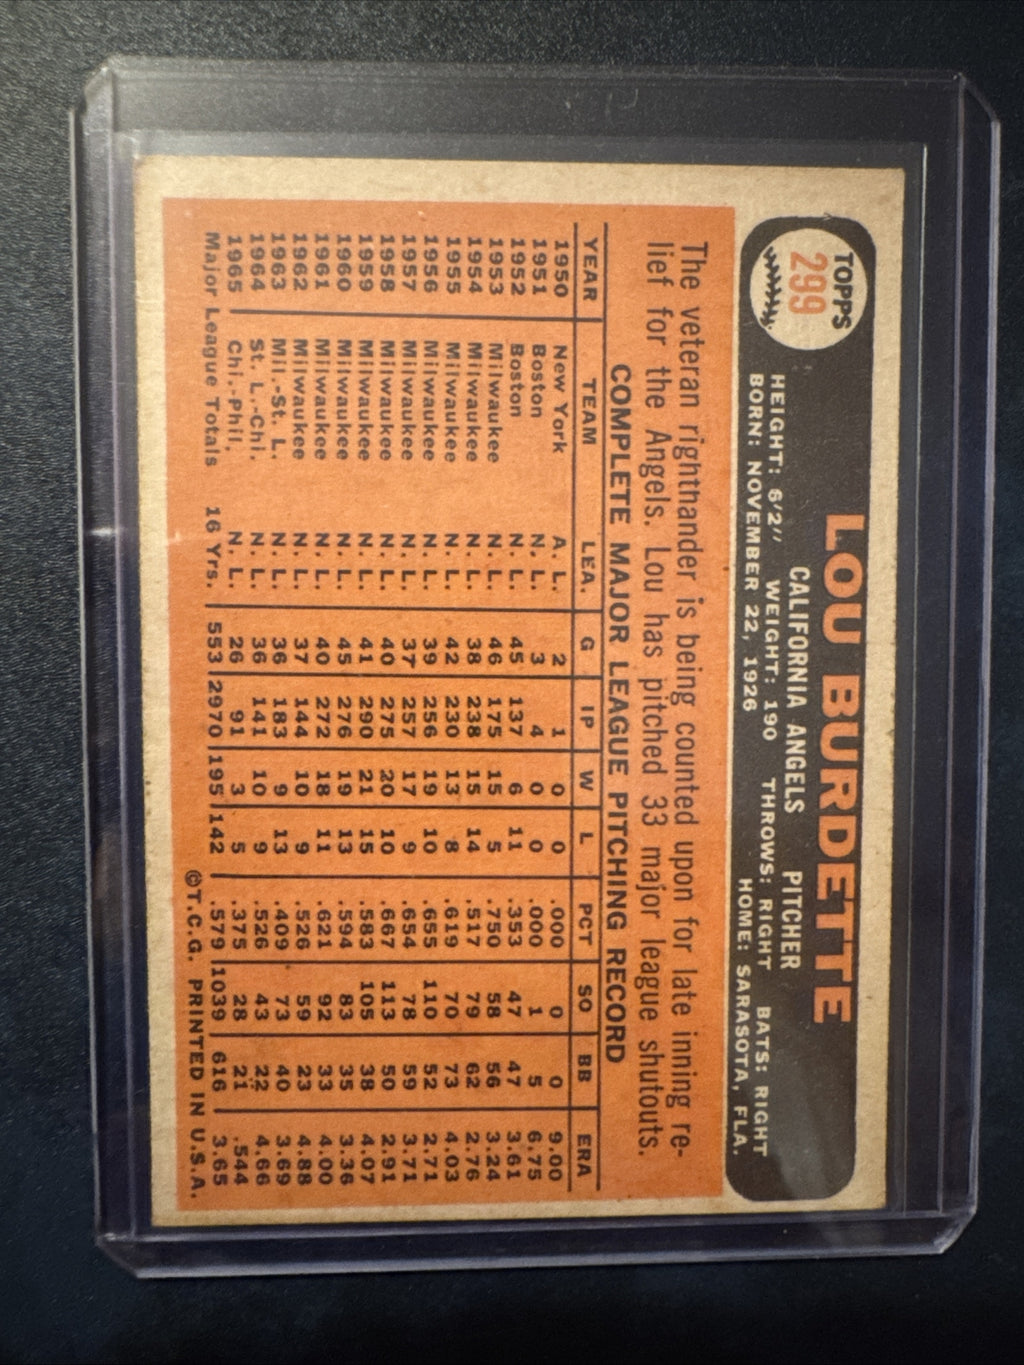 TOPPS
299
LOU BURDETTE
CALIFORNIA ANGELS PITCHER
HEIGHT: 6'2" WEIGHT: 190 THROWS: RIGHT BATS: RIGHT
BORN: NOVEMBER 22, 1926 HOME: SARASOTA, FLA.
The veteran righthander is being counted upon for late inning re-
lief for the Angels. Lou has pitched 33 major league shutouts.
COMPLETE MAJOR LEAGUE PITCHING RECORD
YEAR TEAM LEA. G IP W L PCT SO BB ERA
1950 New York A. L. 2 1 0 0 .000 0 0 9.00
1951 Boston N. L. 3 4 0 0 .000 1 5 6.75
1952 Boston N. L. 45 137 6 11 .353 47 47 3.61
1953 Milwaukee N. L. 46 175 15 5 .750 58 56 3.24
1954 Milwaukee N. L. 38 238 15 14 .517 79 62 2.76
1955 Milwaukee N. L. 42 230 13 8 .619 70 73 4.03
1956 Milwaukee N. L. 39 256 19 10 .655 110 52 2.71
1957 Milwaukee N. L. 37 257 17 9 .654 78 59 3.71
1958 Milwaukee N. L. 40 275 20 10 .667 113 50 2.91
1959 Milwaukee N. L. 41 290 21 15 .583 105 38 4.07
1960 Milwaukee N. L. 45 276 19 13 .594 83 35 3.36
1961 Milwaukee N. L. 40 272 18 11 .621 92 33 4.00
1962 Milwaukee N. L. 37 144 10 9 .526 59 23 4.88
1963 Mil.-St. L. N. L. 36 183 9 13 .409 73 40 3.69
1964 St. L.-Chi. N. L. 36 141 10 9 .526 43 22 4.66
1965 Chi.-Phil. N. L. 26 91 3 5 .375 28 21 .544
Major League Totals 16 Yrs. 553 2970 195 142 .579 1039 616 3.65
©T.C.G. PRINTED IN U.S.A.